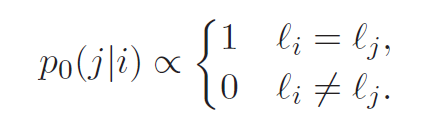 p₀(j|i) ∝ { 1 ℓᵢ = ℓⱼ,
0 ℓᵢ ≠ ℓⱼ.